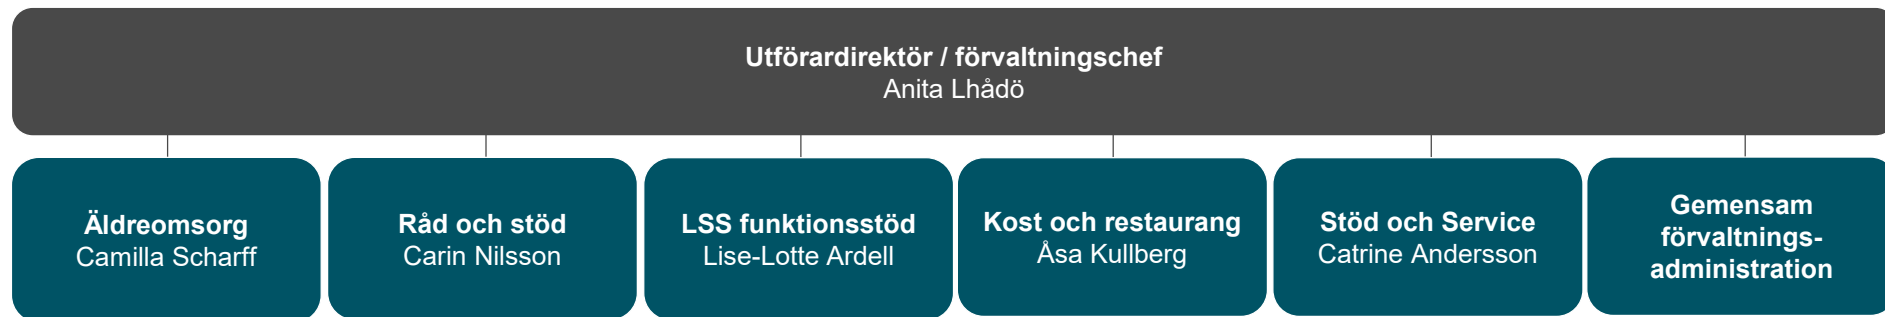 Utförardirektör / förvaltningschef
Anita Lhådö
Äldreomsorg
Camilla Scharff
Råd och stöd
Carin Nilsson
LSS funktionsstöd
Lise-Lotte Ardell
Kost och restaurang
Åsa Kullberg
Stöd och Service
Catrine Andersson
Gemensam
förvaltnings-
administration